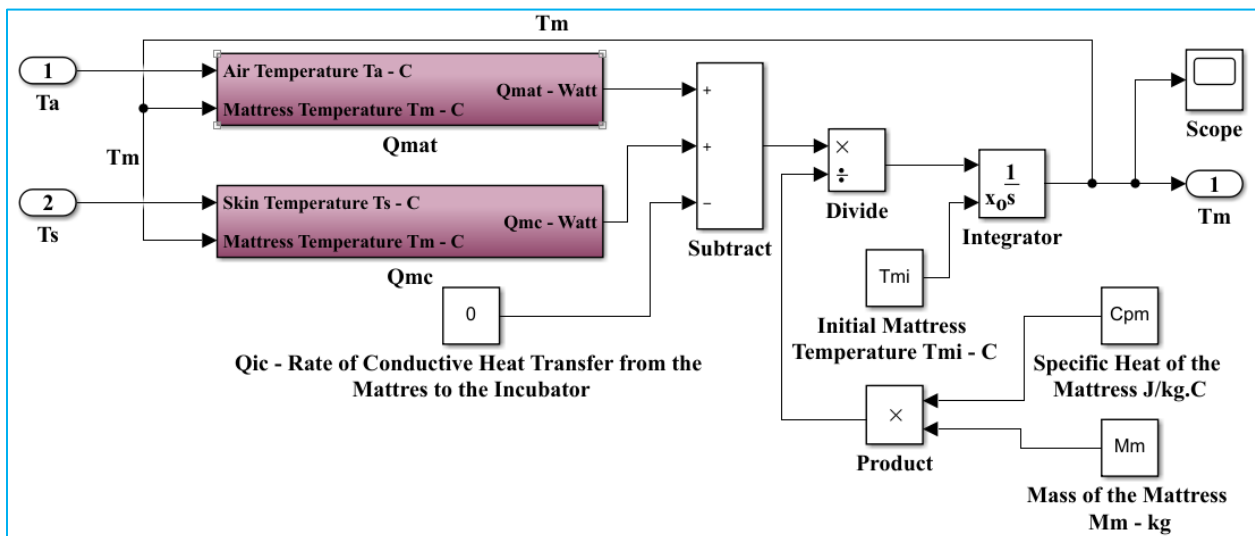 Tm
1
Ta
Air Temperature Ta - C
Mattress Temperature Tm - C
Qmat - Watt
Qmat
Tm
2
Ts
Skin Temperature Ts - C
Mattress Temperature Tm - C
Qmc - Watt
Qmc
0
Qic - Rate of Conductive Heat Transfer from the
Mattres to the Incubator
+
+
−
Subtract
×
÷
Divide
1
s
xo
Integrator
Tmi
Initial Mattress
Temperature Tmi - C
Scope
1
Tm
Cpm
Specific Heat of the
Mattress J/kg.C
×
Product
Mm
Mass of the Mattress
Mm - kg